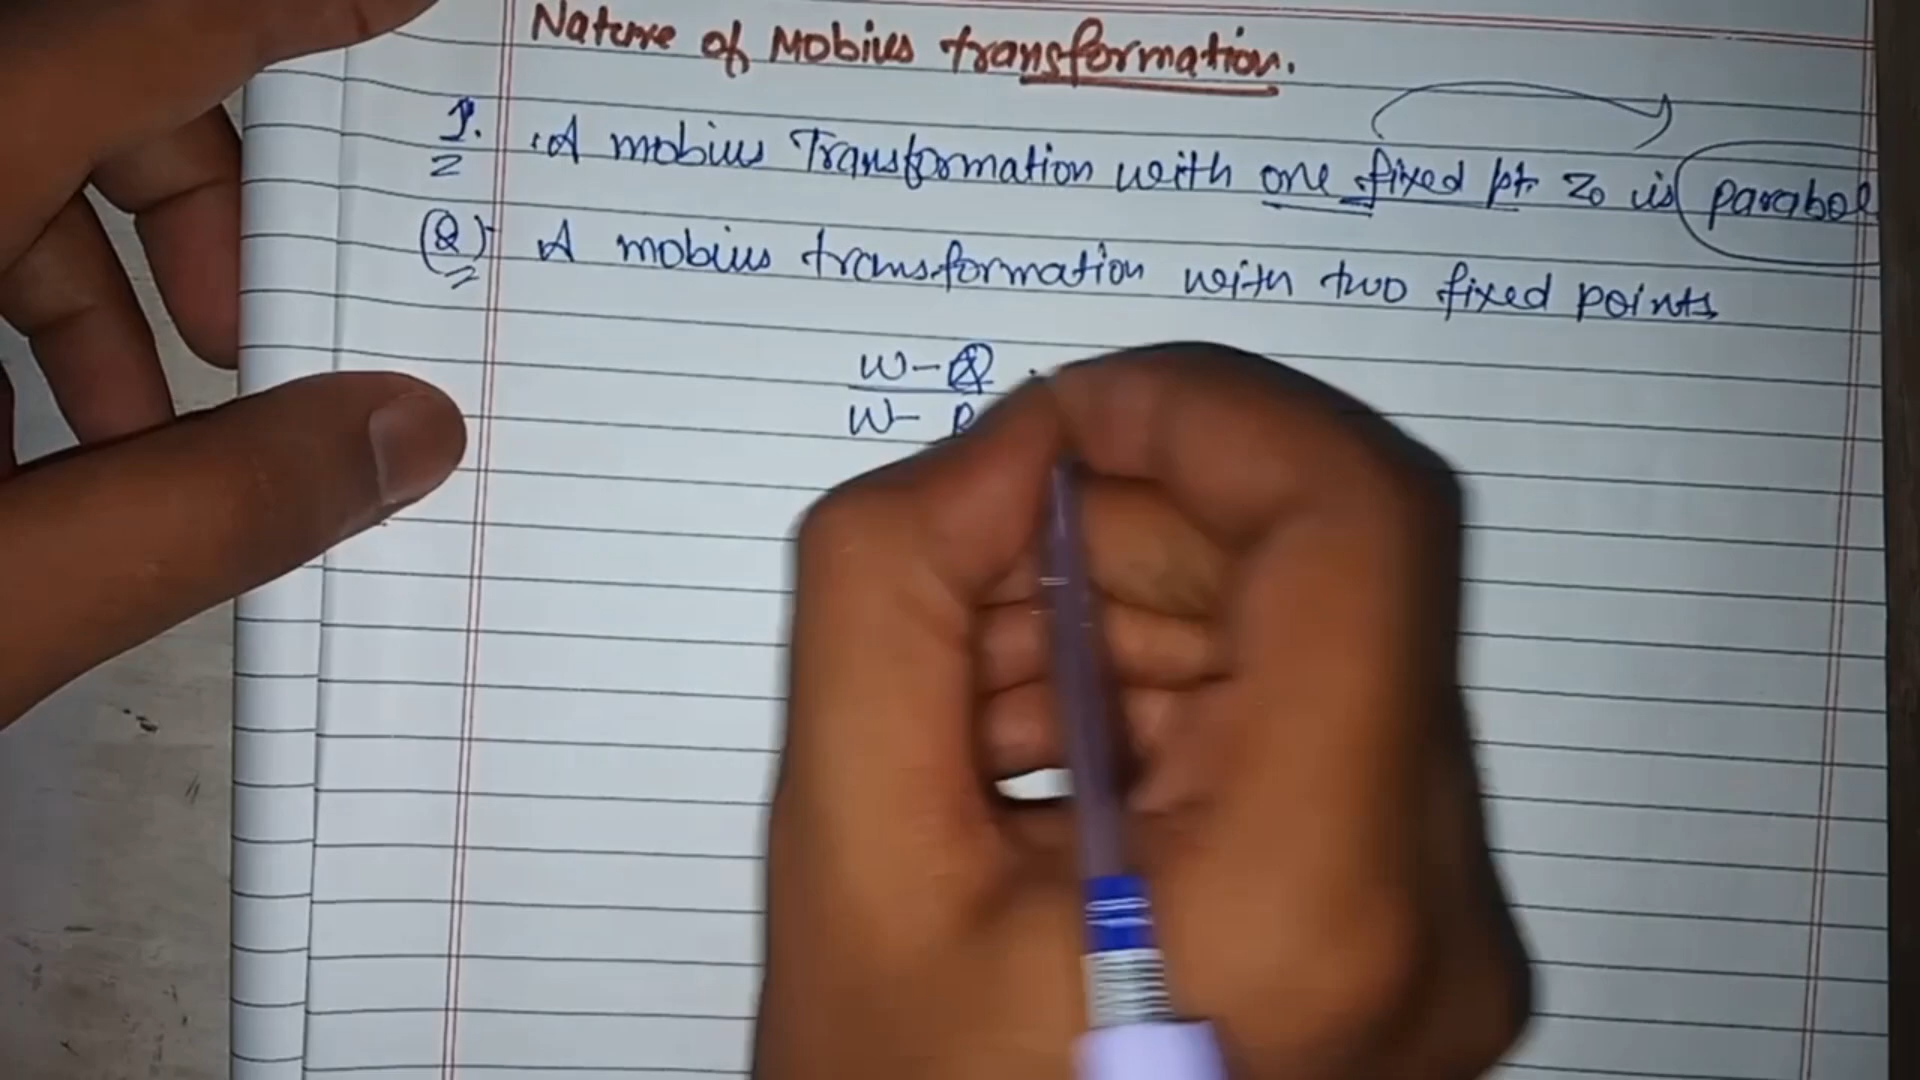 Nature of Mobius transformation.
1. A mobius Transformation with one fixed pt. Z₀ is parabol
(2) A mobius transformation with two fixed points
W-
W-